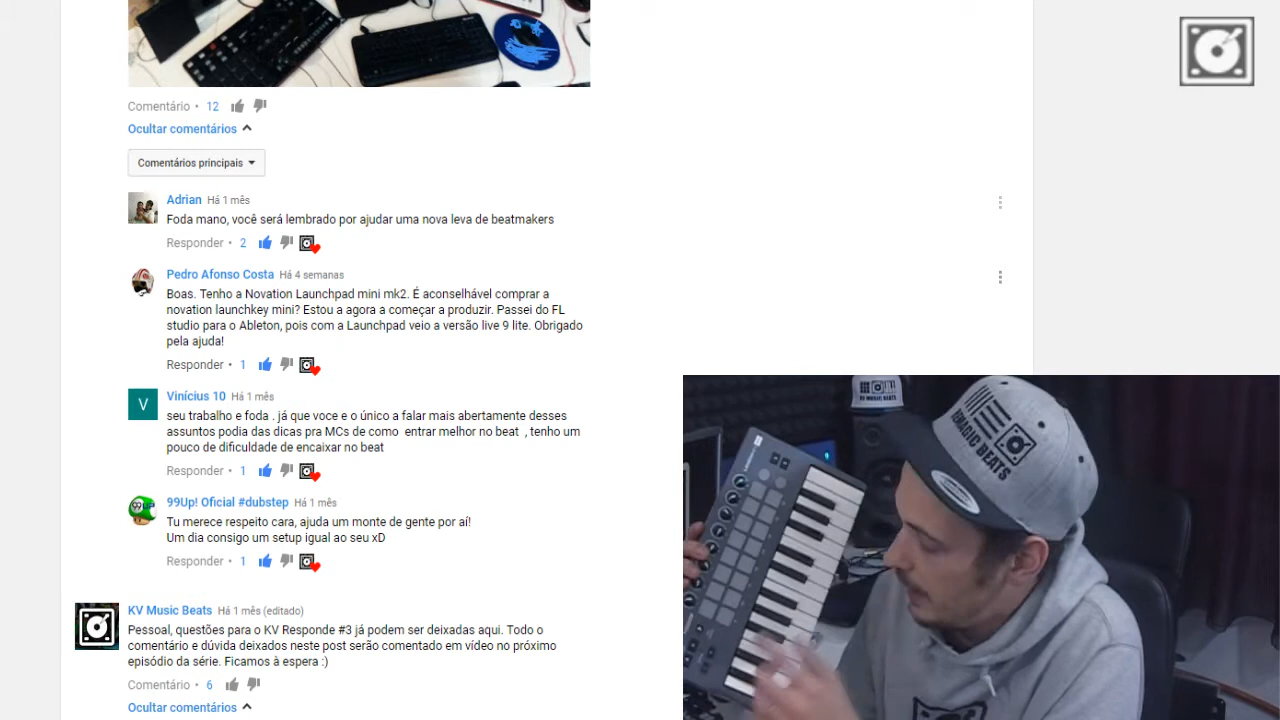 Comentário • 12
Ocultar comentários
Comentários principais
Adrian Há 1 mês
Foda mano, você será lembrado por ajudar uma nova leva de beatmakers
Responder • 2
Pedro Afonso Costa Há 4 semanas
Boas. Tenho a Novation Launchpad mini mk2. É aconselhável comprar a
novation launchkey mini? Estou a agora a começar a produzir. Passei do FL
studio para o Ableton, pois com a Launchpad veio a versão live 9 lite. Obrigado
pela ajuda!
Responder • 1
V
Vinícius 10 Há 1 mês
seu trabalho e foda . já que voce e o único a falar mais abertamente desses
assuntos podia das dicas pra MCs de como entrar melhor no beat , tenho um
pouco de dificuldade de encaixar no beat
Responder • 1
99UP!
99Up! Oficial #dubstep Há 1 mês
Tu merece respeito cara, ajuda um monte de gente por aí!
Um dia consigo um setup igual ao seu xD
Responder • 1
KV Music Beats Há 1 mês (editado)
Pessoal, questões para o KV Responde #3 já podem ser deixadas aqui. Todo o
comentário e dúvida deixados neste post serão comentado em vídeo no próximo
episódio da série. Ficamos à espera :)
Comentário • 6
Ocultar comentários
KV MUSIC BEATS
BEATS